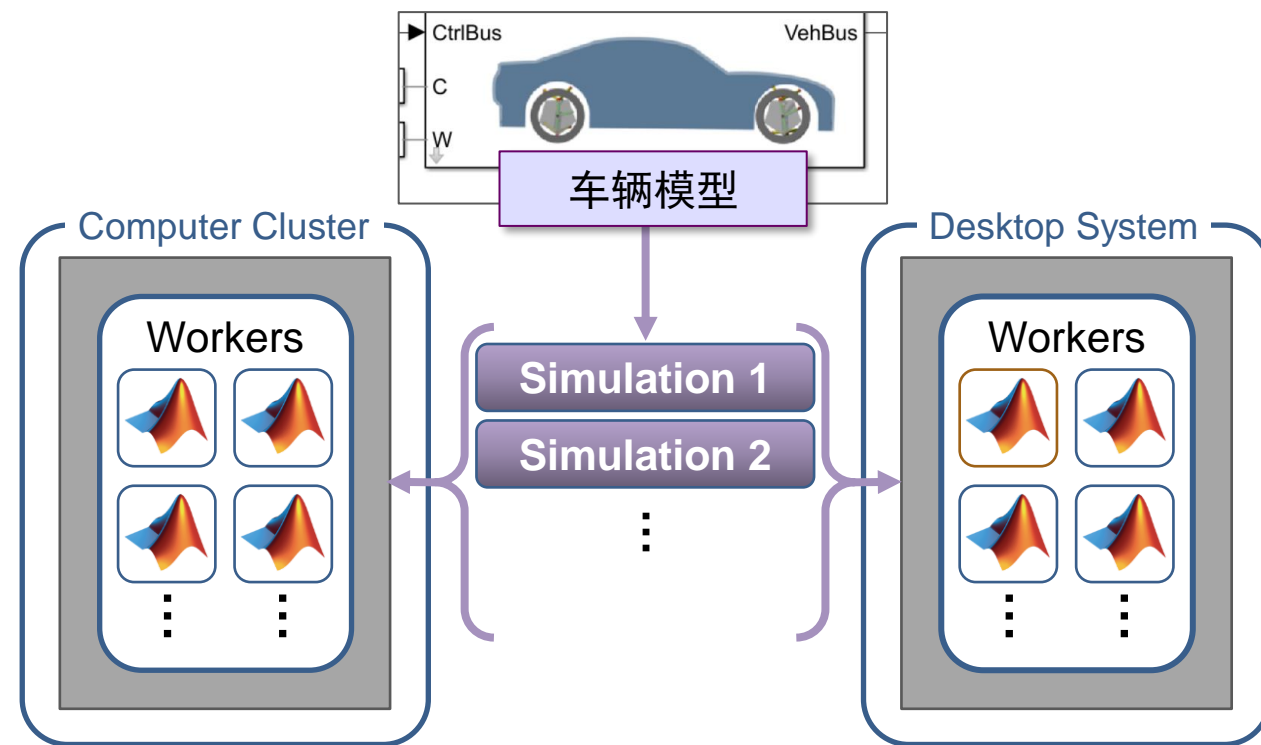 CtrlBus
VehBus
C
W
车辆模型
Computer Cluster
Desktop System
Workers
Workers
Simulation 1
Simulation 2